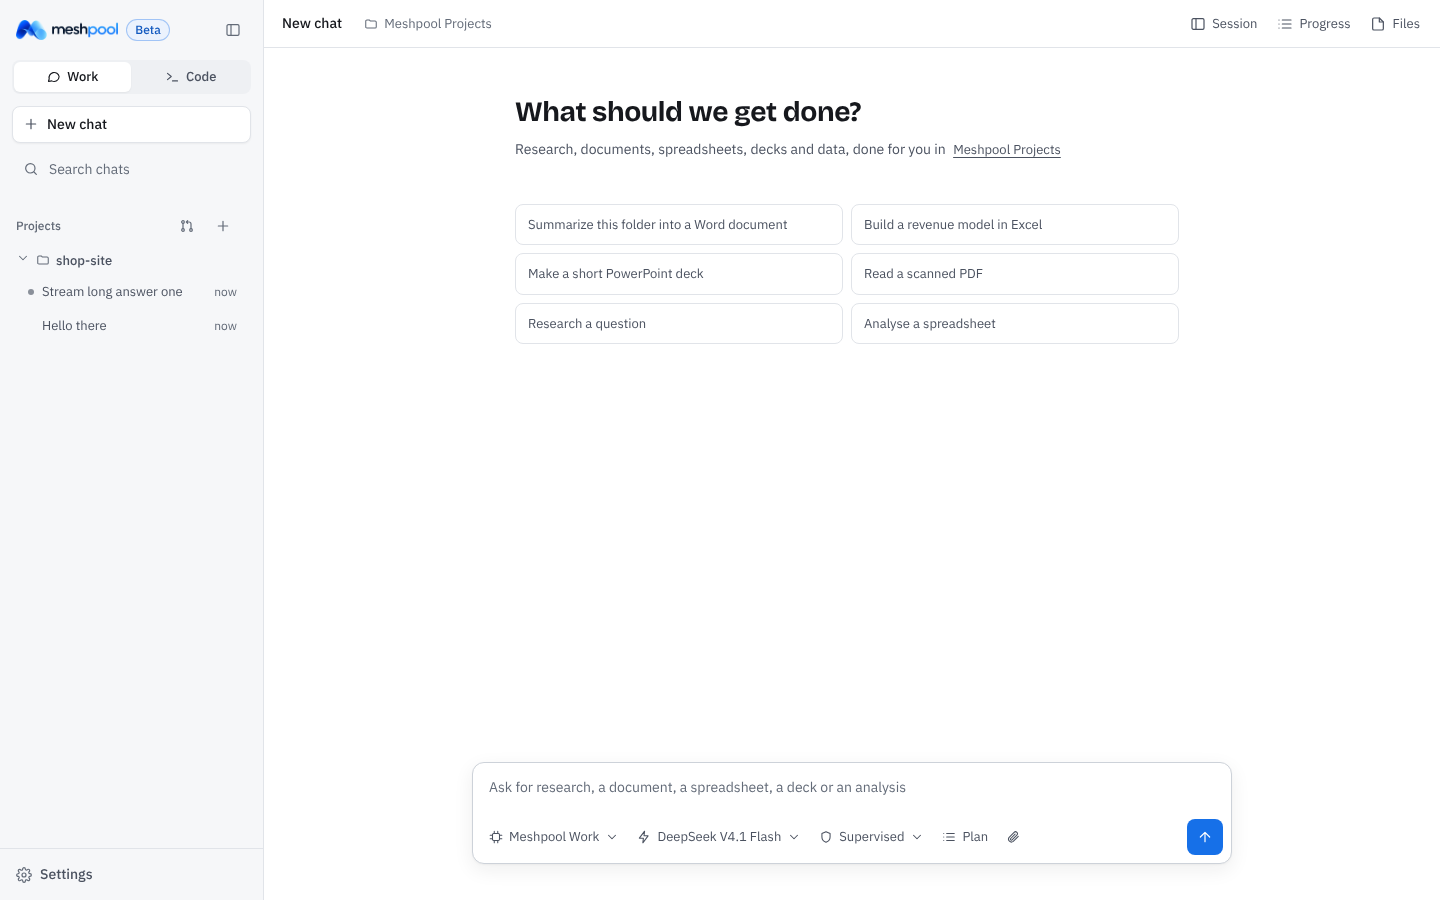 meshpool Beta
Work Code
New chat
Search chats
Projects
shop-site
Stream long answer one now
Hello there now
Settings
New chat Meshpool Projects Session Progress Files
What should we get done?
Research, documents, spreadsheets, decks and data, done for you in Meshpool Projects
Summarize this folder into a Word document Build a revenue model in Excel
Make a short PowerPoint deck Read a scanned PDF
Research a question Analyse a spreadsheet
Ask for research, a document, a spreadsheet, a deck or an analysis
Meshpool Work DeepSeek V4.1 Flash Supervised Plan